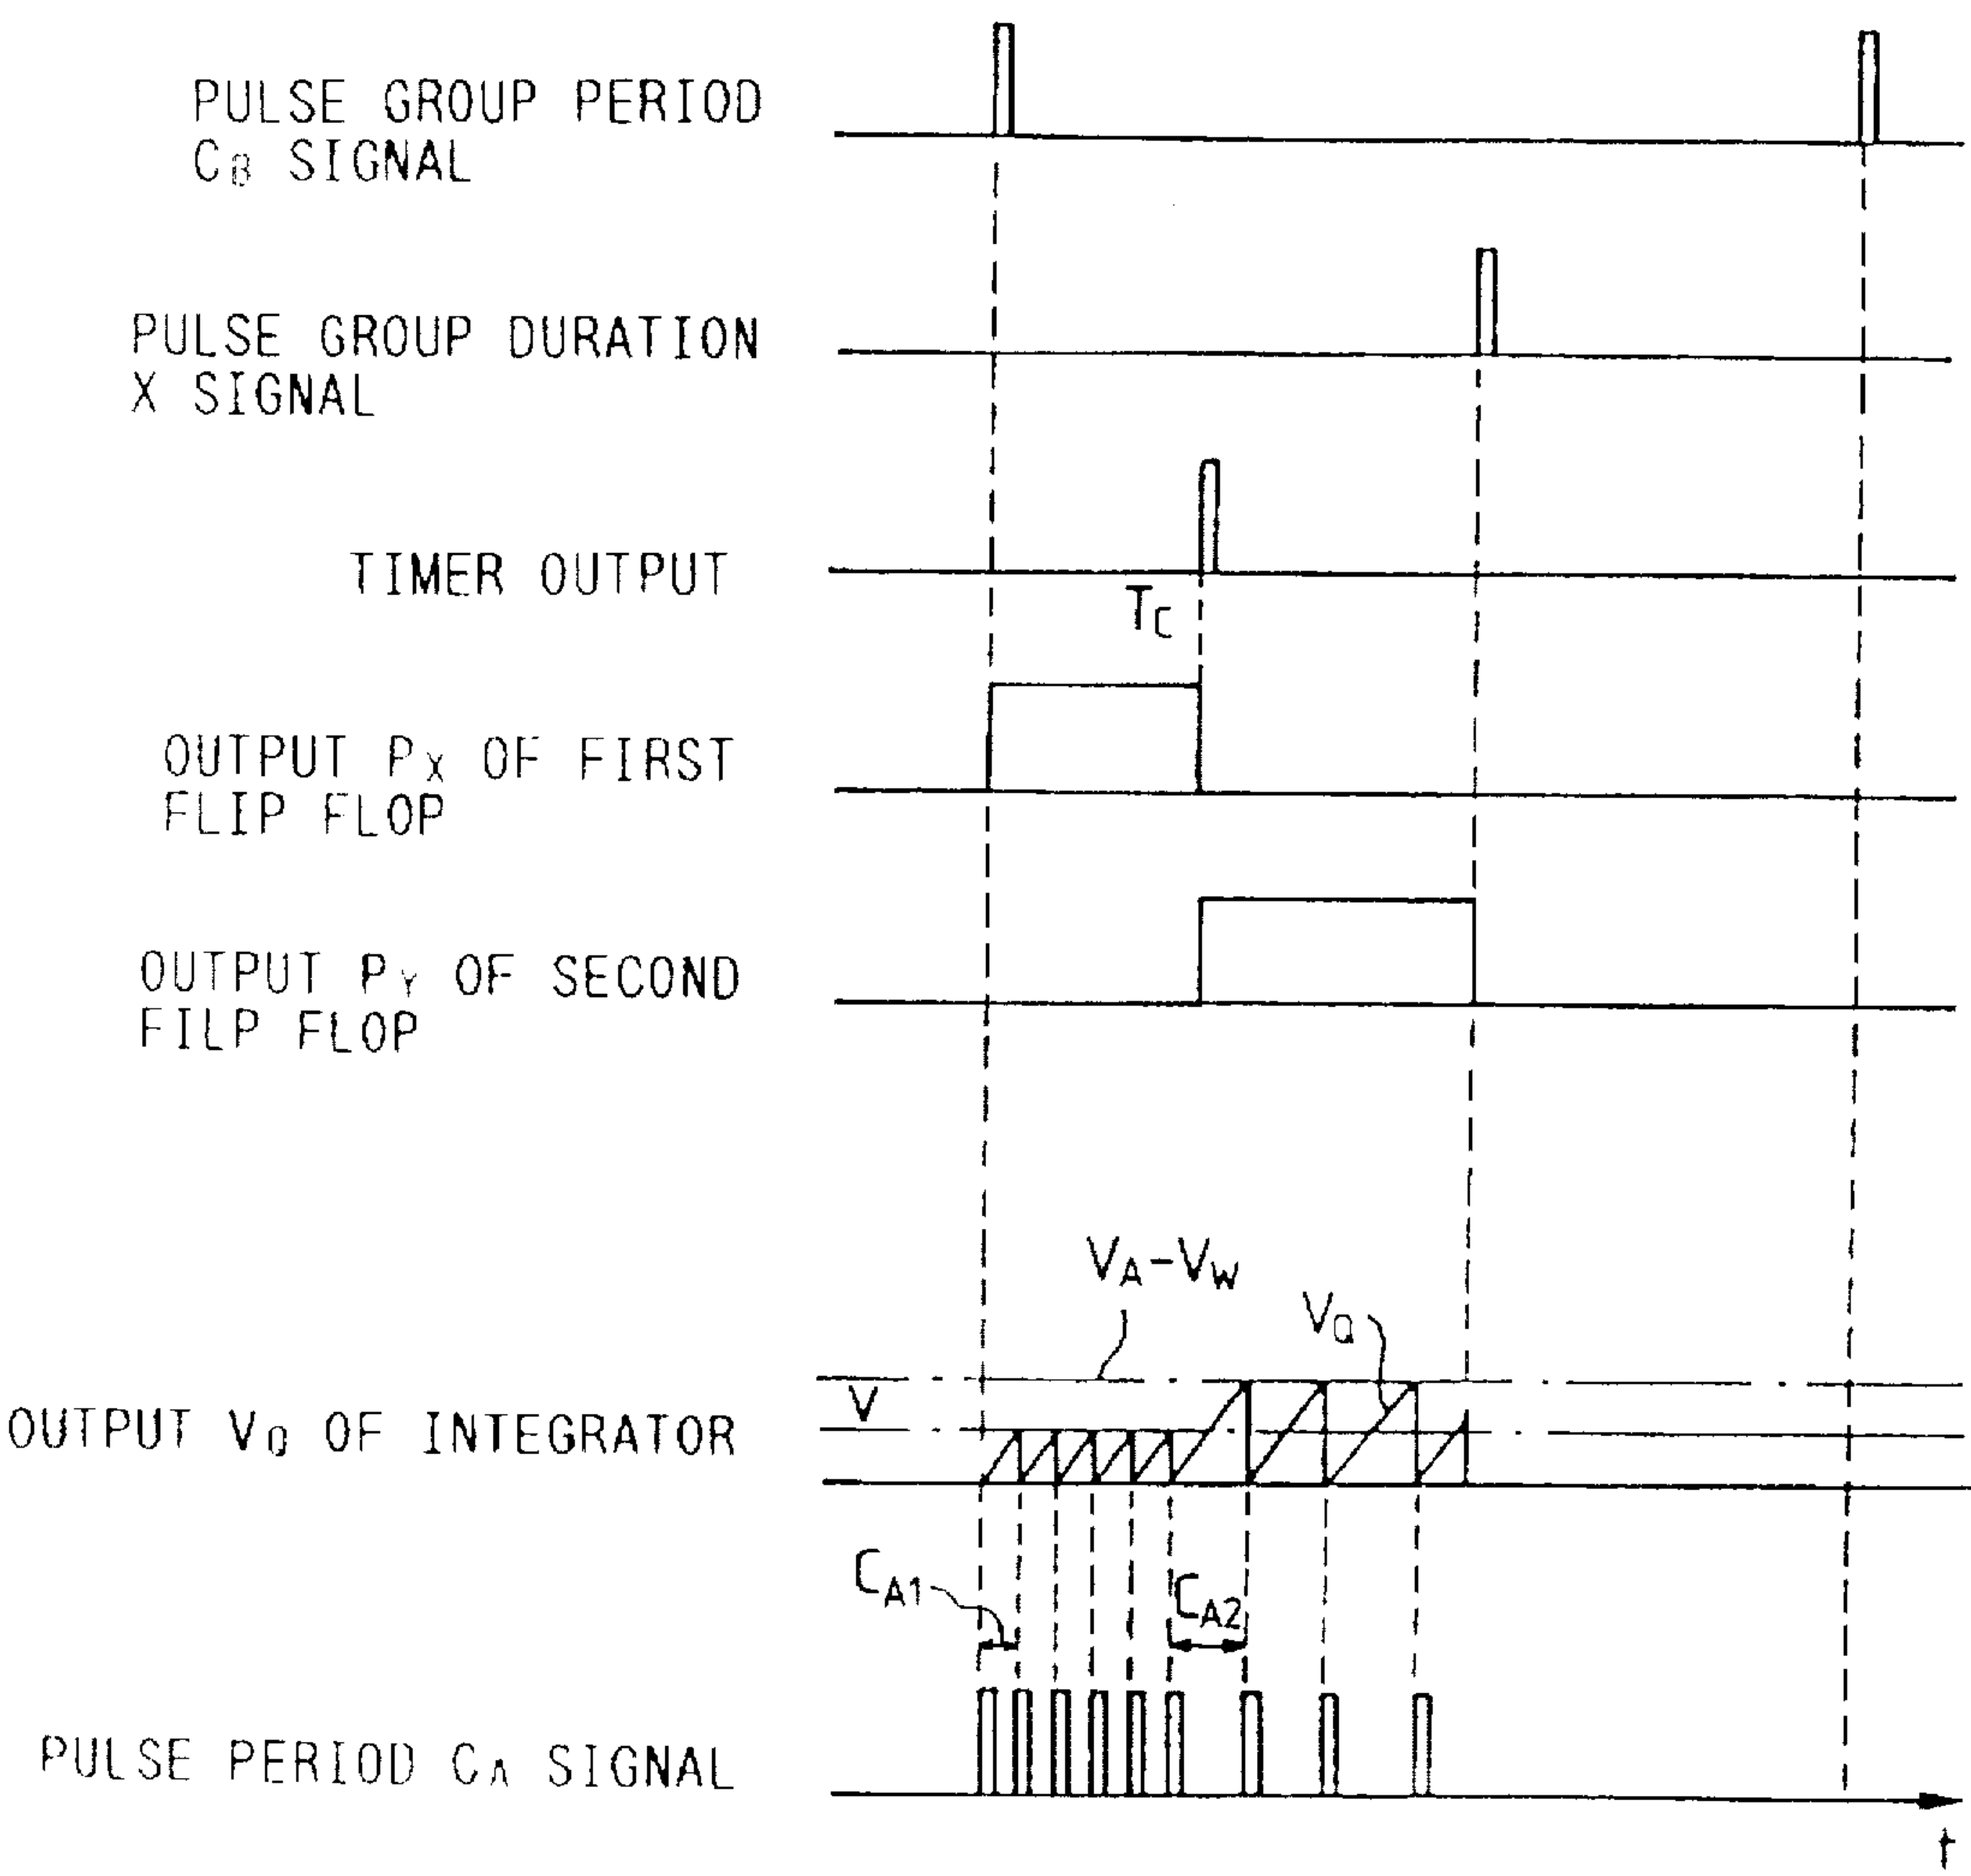 PULSE GROUP PERIOD
CB SIGNAL
PULSE GROUP DURATION
X SIGNAL
TIMER OUTPUT
TC
OUTPUT PX OF FIRST
FLIP FLOP
OUTPUT PY OF SECOND
FILP FLOP
VA-VW
VQ
V
OUTPUT VQ OF INTEGRATOR
CA1
CA2
PULSE PERIOD CA SIGNAL
t